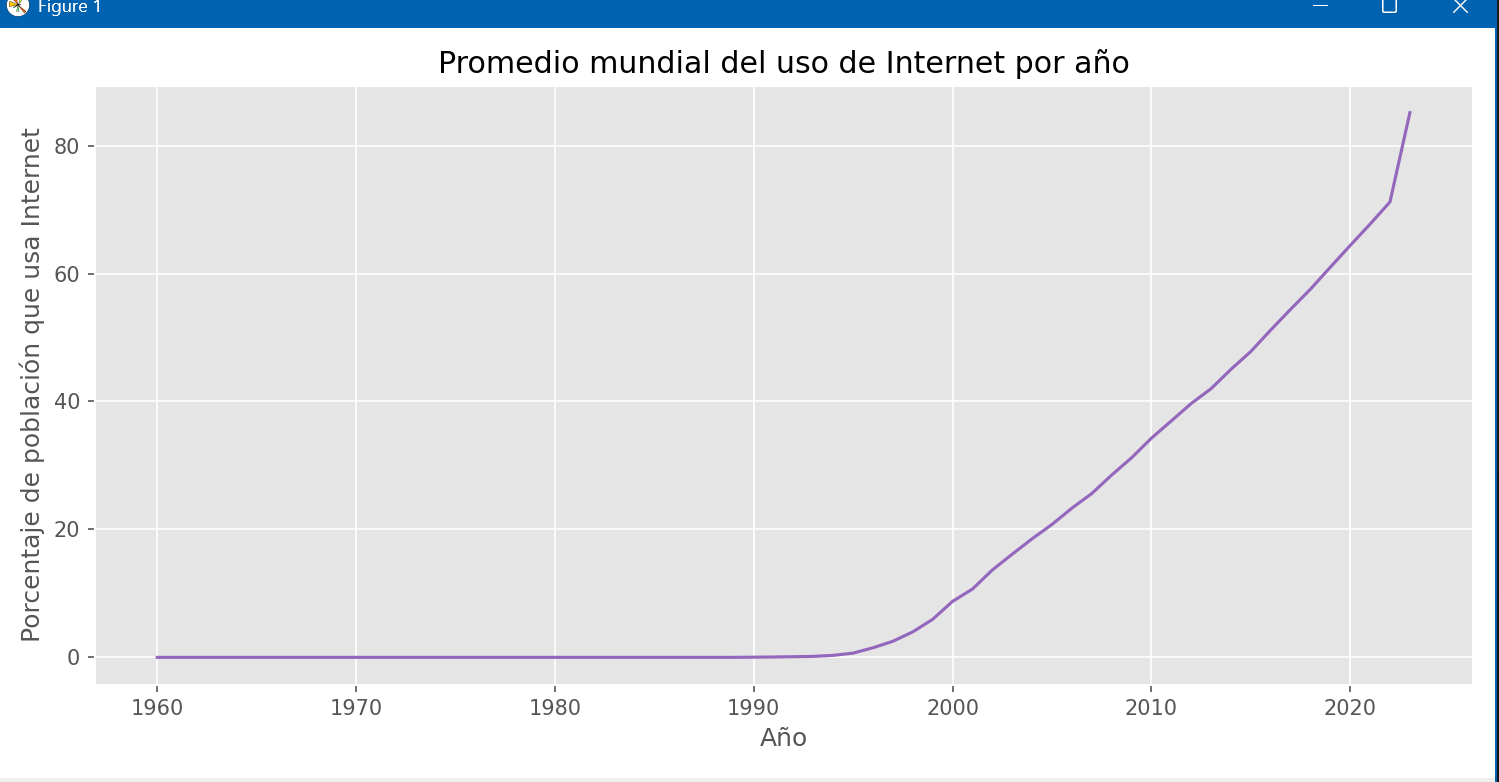 Figure 1
Promedio mundial del uso de Internet por año
Porcentaje de población que usa Internet
80
60
40
20
0
1960 1970 1980 1990 2000 2010 2020
Año